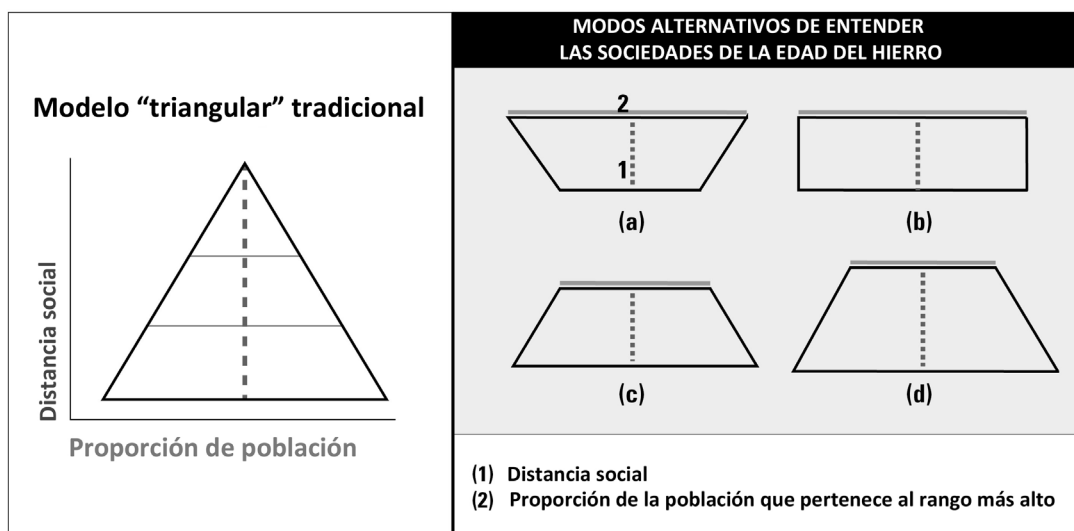 Modelo “triangular” tradicional
Distancia social
Proporción de población
MODOS ALTERNATIVOS DE ENTENDER
LAS SOCIEDADES DE LA EDAD DEL HIERRO
2
1
(a)
(b)
(c)
(d)
(1) Distancia social
(2) Proporción de la población que pertenece al rango más alto